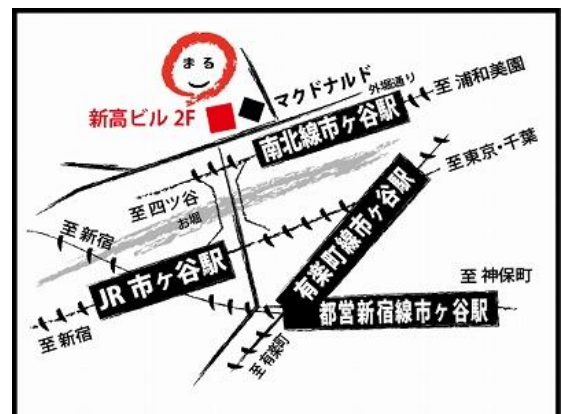 まる
マクドナルド
新高ビル 2F
外堀通り
至 浦和美園
南北線市ヶ谷駅
至東京・千葉
至四ツ谷
お堀
有楽町線市ヶ谷駅
至新宿
JR 市ヶ谷駅
至 神保町
都営新宿線市ヶ谷駅
至新宿
至有楽町